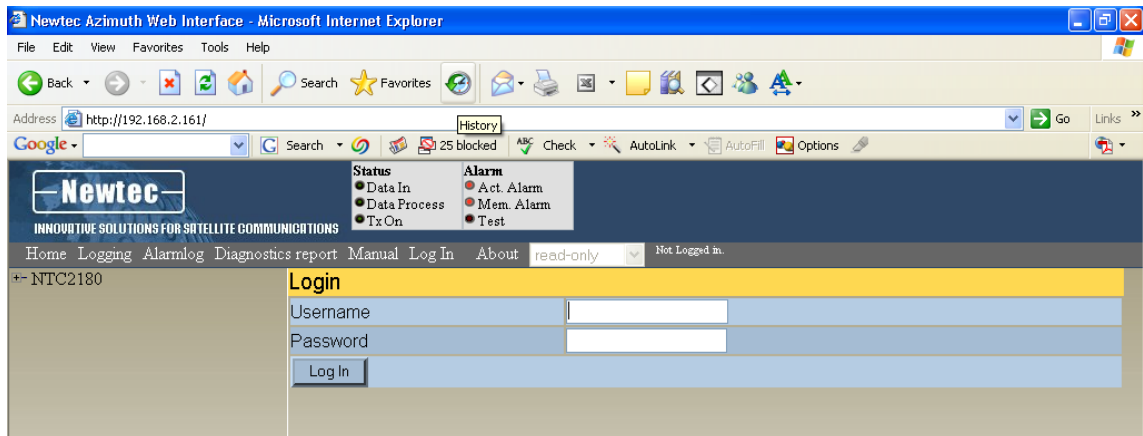 Newtec Azimuth Web Interface - Microsoft Internet Explorer
File Edit View Favorites Tools Help
Back Search Favorites
Address http://192.168.2.161/ Go Links »
History
Google Search 25 blocked ABC Check AutoLink AutoFill Options
Newtec
INNOVATIVE SOLUTIONS FOR SATELLITE COMMUNICATIONS
Status Alarm
Data In Act. Alarm
Data Process Mem. Alarm
Tx On Test
Home Logging Alarmlog Diagnostics report Manual Log In About read-only Not Logged in.
+- NTC2180
Login
Username
Password
Log In